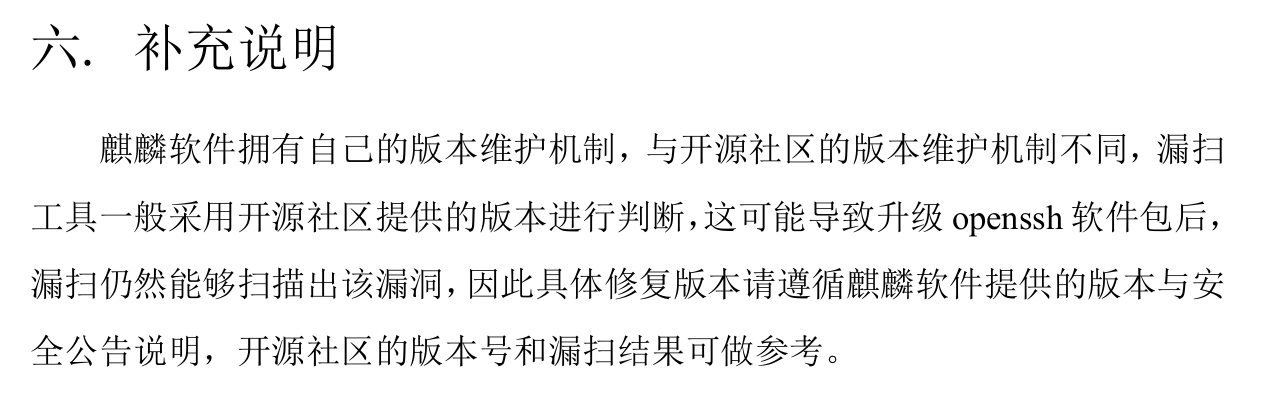 六. 补充说明
麒麟软件拥有自己的版本维护机制，与开源社区的版本维护机制不同，漏扫
工具一般采用开源社区提供的版本进行判断，这可能导致升级 openssh 软件包后，
漏扫仍然能够扫描出该漏洞，因此具体修复版本请遵循麒麟软件提供的版本与安
全公告说明，开源社区的版本号和漏扫结果可做参考。